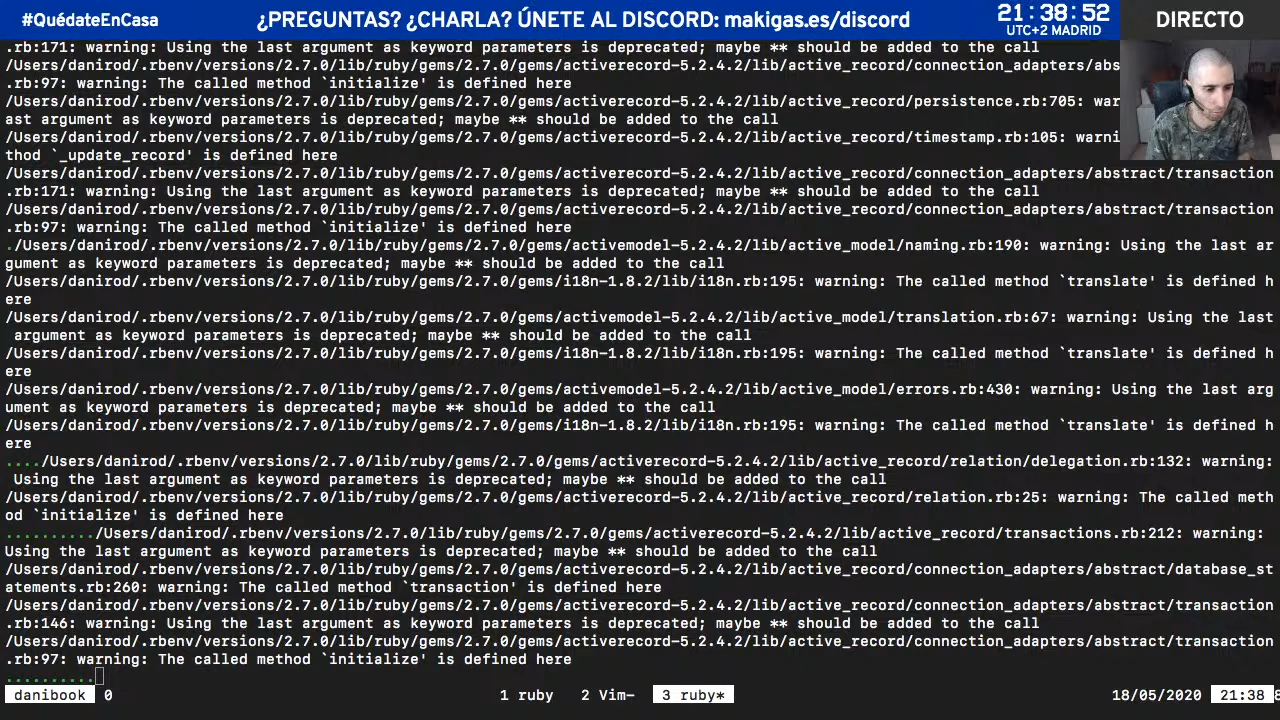 #QuédateEnCasa
¿PREGUNTAS? ¿CHARLA? ÚNETE AL DISCORD: makigas.es/discord
21:38:52
UTC+2 MADRID
DIRECTO
.rb:171: warning: Using the last argument as keyword parameters is deprecated; maybe ** should be added to the call
/Users/danirod/.rbenv/versions/2.7.0/lib/ruby/gems/2.7.0/gems/activerecord-5.2.4.2/lib/active_record/connection_adapters/abs
.rb:97: warning: The called method `initialize' is defined here
/Users/danirod/.rbenv/versions/2.7.0/lib/ruby/gems/2.7.0/gems/activerecord-5.2.4.2/lib/active_record/persistence.rb:705: war
ast argument as keyword parameters is deprecated; maybe ** should be added to the call
/Users/danirod/.rbenv/versions/2.7.0/lib/ruby/gems/2.7.0/gems/activerecord-5.2.4.2/lib/active_record/timestamp.rb:105: warni
thod `_update_record' is defined here
/Users/danirod/.rbenv/versions/2.7.0/lib/ruby/gems/2.7.0/gems/activerecord-5.2.4.2/lib/active_record/connection_adapters/abstract/transaction
.rb:171: warning: Using the last argument as keyword parameters is deprecated; maybe ** should be added to the call
/Users/danirod/.rbenv/versions/2.7.0/lib/ruby/gems/2.7.0/gems/activerecord-5.2.4.2/lib/active_record/connection_adapters/abstract/transaction
.rb:97: warning: The called method `initialize' is defined here
./Users/danirod/.rbenv/versions/2.7.0/lib/ruby/gems/2.7.0/gems/activemodel-5.2.4.2/lib/active_model/naming.rb:190: warning: Using the last ar
gument as keyword parameters is deprecated; maybe ** should be added to the call
/Users/danirod/.rbenv/versions/2.7.0/lib/ruby/gems/2.7.0/gems/i18n-1.8.2/lib/i18n.rb:195: warning: The called method `translate' is defined h
ere
/Users/danirod/.rbenv/versions/2.7.0/lib/ruby/gems/2.7.0/gems/activemodel-5.2.4.2/lib/active_model/translation.rb:67: warning: Using the last
 argument as keyword parameters is deprecated; maybe ** should be added to the call
/Users/danirod/.rbenv/versions/2.7.0/lib/ruby/gems/2.7.0/gems/i18n-1.8.2/lib/i18n.rb:195: warning: The called method `translate' is defined h
ere
/Users/danirod/.rbenv/versions/2.7.0/lib/ruby/gems/2.7.0/gems/activemodel-5.2.4.2/lib/active_model/errors.rb:430: warning: Using the last arg
ument as keyword parameters is deprecated; maybe ** should be added to the call
/Users/danirod/.rbenv/versions/2.7.0/lib/ruby/gems/2.7.0/gems/i18n-1.8.2/lib/i18n.rb:195: warning: The called method `translate' is defined h
ere
..../Users/danirod/.rbenv/versions/2.7.0/lib/ruby/gems/2.7.0/gems/activerecord-5.2.4.2/lib/active_record/relation/delegation.rb:132: warning:
 Using the last argument as keyword parameters is deprecated; maybe ** should be added to the call
/Users/danirod/.rbenv/versions/2.7.0/lib/ruby/gems/2.7.0/gems/activerecord-5.2.4.2/lib/active_record/relation.rb:25: warning: The called meth
od `initialize' is defined here
........../Users/danirod/.rbenv/versions/2.7.0/lib/ruby/gems/2.7.0/gems/activerecord-5.2.4.2/lib/active_record/transactions.rb:212: warning:
Using the last argument as keyword parameters is deprecated; maybe ** should be added to the call
/Users/danirod/.rbenv/versions/2.7.0/lib/ruby/gems/2.7.0/gems/activerecord-5.2.4.2/lib/active_record/connection_adapters/abstract/database_st
atements.rb:260: warning: The called method `transaction' is defined here
/Users/danirod/.rbenv/versions/2.7.0/lib/ruby/gems/2.7.0/gems/activerecord-5.2.4.2/lib/active_record/connection_adapters/abstract/transaction
.rb:146: warning: Using the last argument as keyword parameters is deprecated; maybe ** should be added to the call
/Users/danirod/.rbenv/versions/2.7.0/lib/ruby/gems/2.7.0/gems/activerecord-5.2.4.2/lib/active_record/connection_adapters/abstract/transaction
.rb:97: warning: The called method `initialize' is defined here
..........
danibook 0 1 ruby 2 Vim- 3 ruby* 18/05/2020 21:38 8